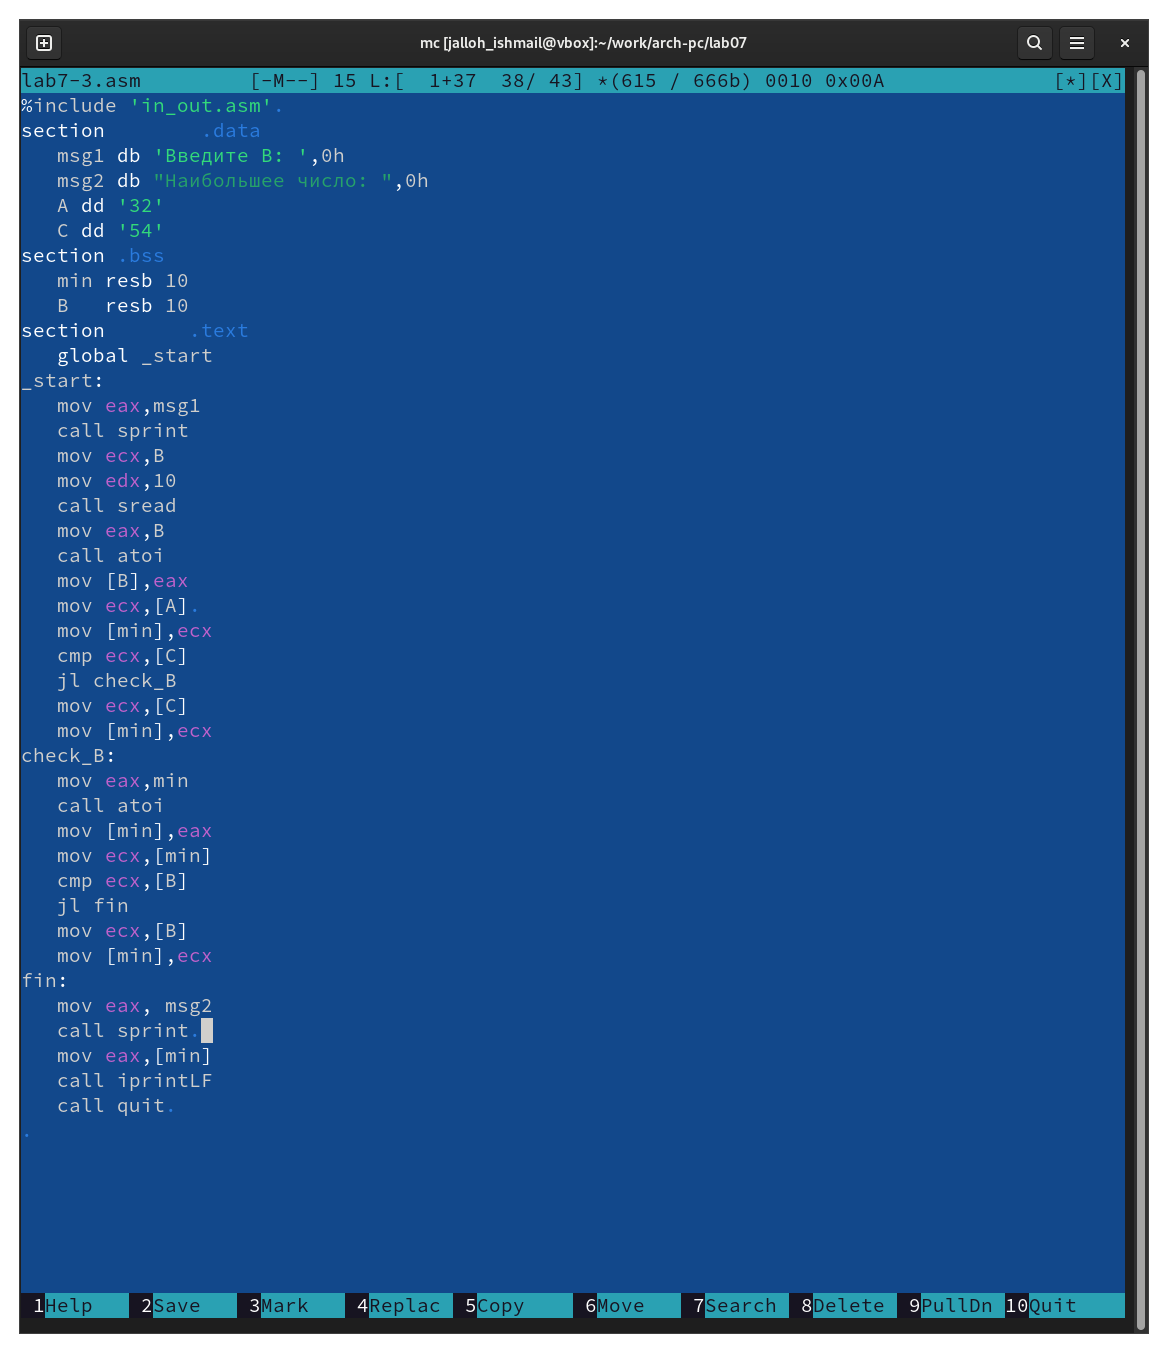 mc [jalloh_ishmail@vbox]:~/work/arch-pc/lab07
lab7-3.asm         [-M--] 15 L:[  1+37  38/ 43] *(615 / 666b) 0010 0x00A              [*][X]
%include 'in_out.asm'.
section        .data
   msg1 db 'Введите B: ',0h
   msg2 db "Наибольшее число: ",0h
   A dd '32'
   C dd '54'
section .bss
   min resb 10
   B   resb 10
section       .text
   global _start
_start:
   mov eax,msg1
   call sprint
   mov ecx,B
   mov edx,10
   call sread
   mov eax,B
   call atoi
   mov [B],eax
   mov ecx,[A].
   mov [min],ecx
   cmp ecx,[C]
   jl check_B
   mov ecx,[C]
   mov [min],ecx
check_B:
   mov eax,min
   call atoi
   mov [min],eax
   mov ecx,[min]
   cmp ecx,[B]
   jl fin
   mov ecx,[B]
   mov [min],ecx
fin:
   mov eax, msg2
   call sprint.
   mov eax,[min]
   call iprintLF
   call quit.
.
1Help 2Save 3Mark 4Replac 5Copy 6Move 7Search 8Delete 9PullDn 10Quit